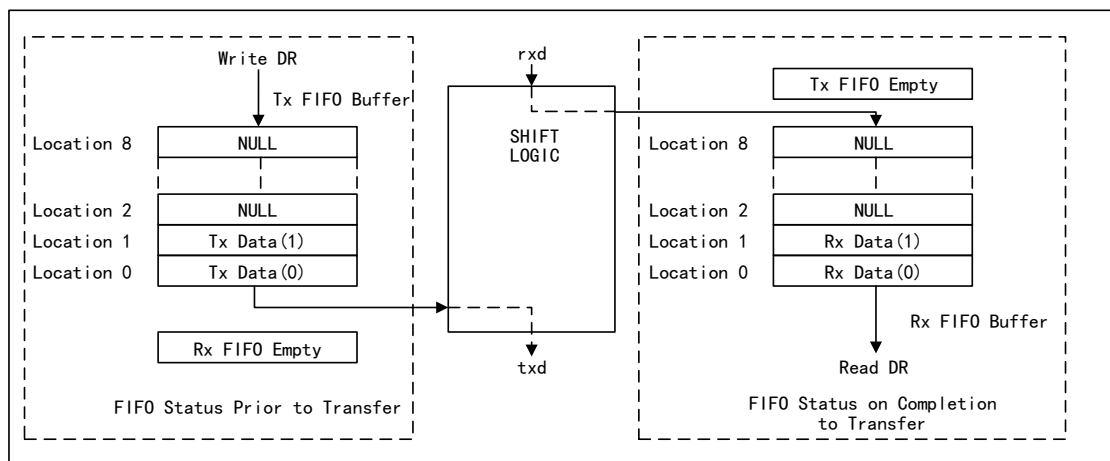 Write DR
Tx FIFO Buffer
Location 8
NULL
Location 2
NULL
Location 1
Tx Data(1)
Location 0
Tx Data(0)
Rx FIFO Empty
FIFO Status Prior to Transfer
rxd
SHIFT
LOGIC
txd
Tx FIFO Empty
Location 8
NULL
Location 2
NULL
Location 1
Rx Data(1)
Location 0
Rx Data(0)
Rx FIFO Buffer
Read DR
FIFO Status on Completion
to Transfer